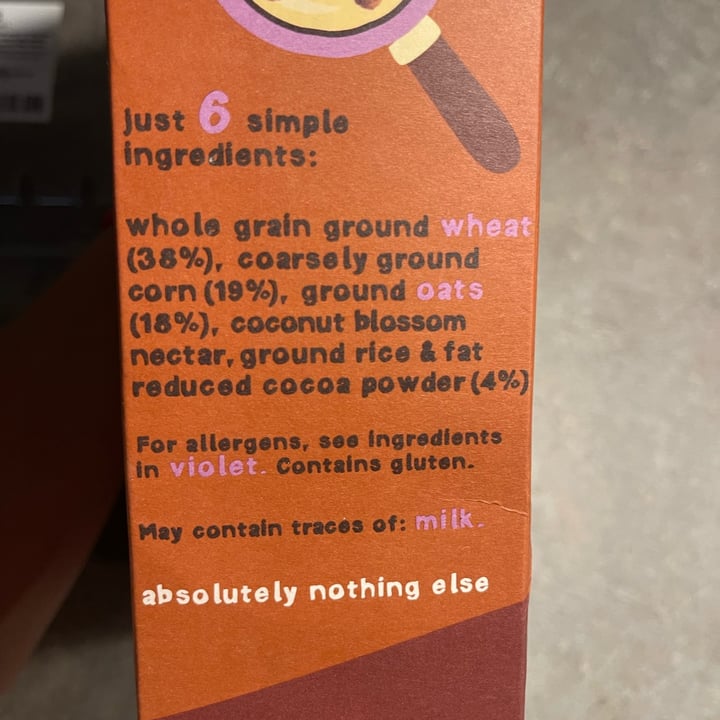 just 6 simple
ingredients:
whole grain ground wheat
(38%), coarsely ground
corn (19%), ground oats
(18%), coconut blossom
nectar, ground rice & fat
reduced cocoa powder (4%)
For allergens, see ingredients
in violet. Contains gluten.
May contain traces of: milk.
absolutely nothing else